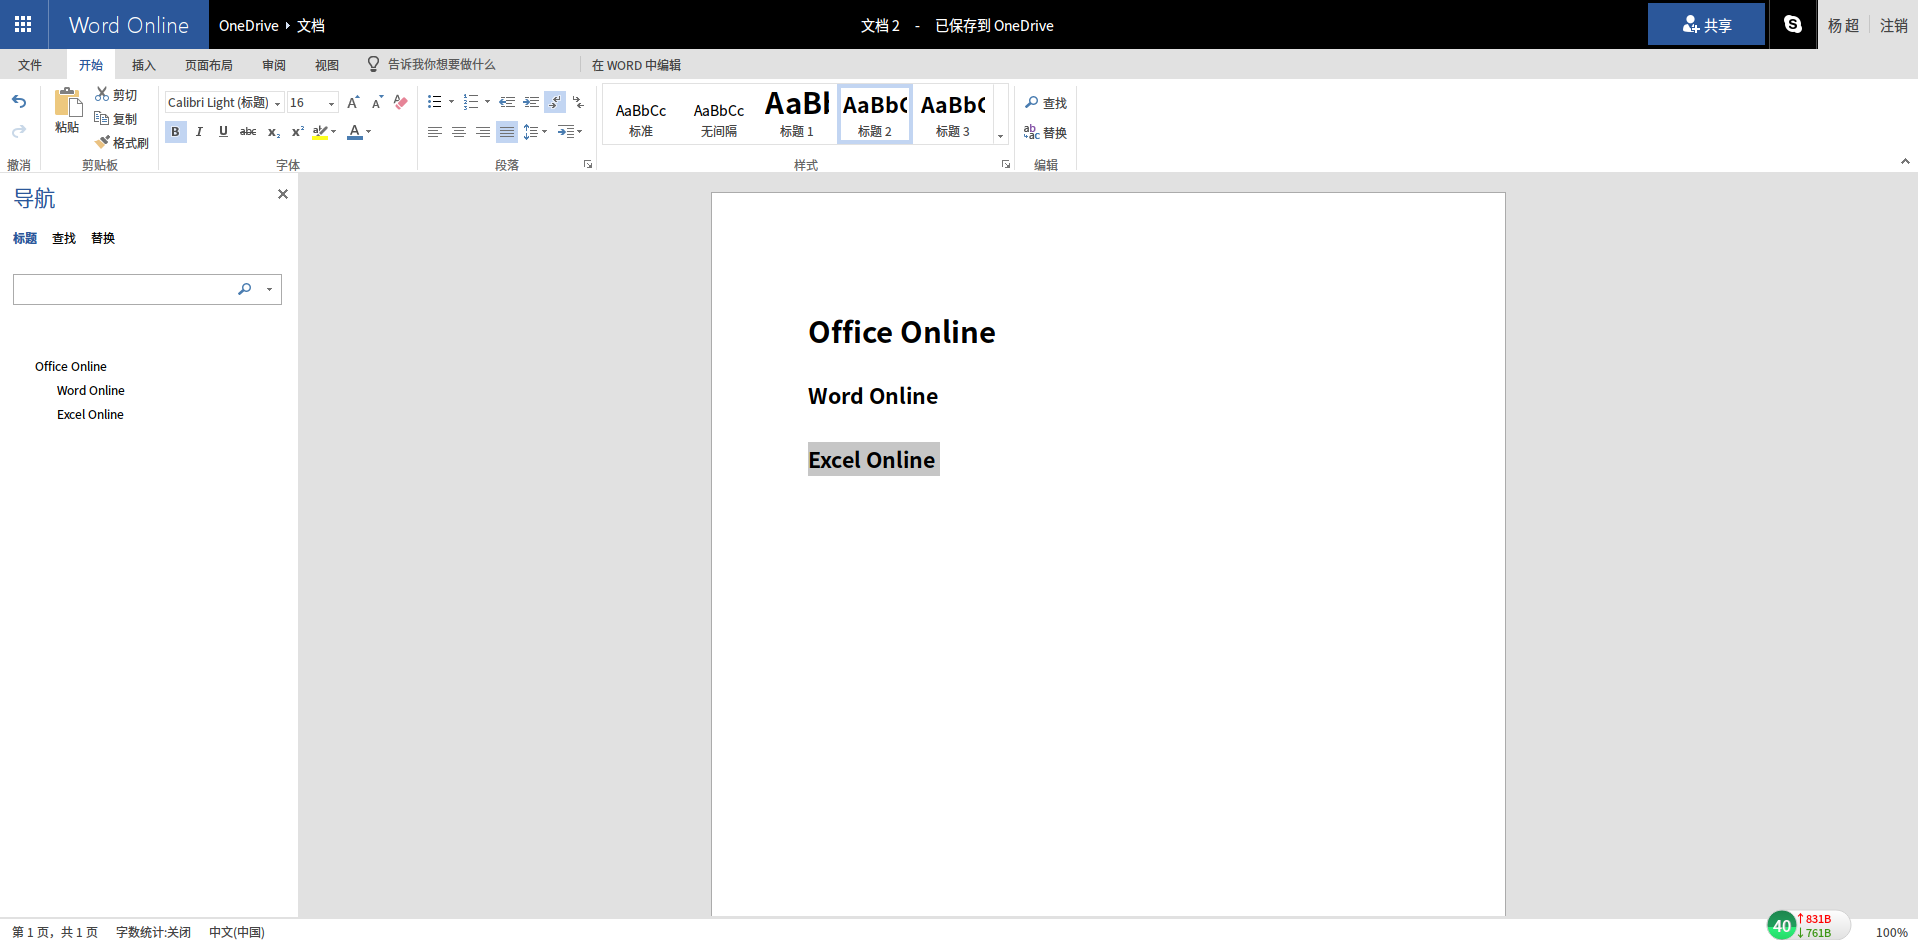 Word Online OneDrive 文档 文档 2 - 已保存到 OneDrive 共享 杨 超 注销
文件 开始 插入 页面布局 审阅 视图 告诉我你想要做什么 在 WORD 中编辑
粘贴 剪切 复制 格式刷
Calibri Light (标题) 16
B I U abc x₂ x² ab A
AaBbCc 标准
AaBbCc 无间隔
AaBb 标题 1
AaBbC 标题 2
AaBbC 标题 3
查找
替换
撤消 剪贴板 字体 段落 样式 编辑
导航
标题 查找 替换
Office Online
Word Online
Excel Online
Office Online
Word Online
Excel Online
第 1 页，共 1 页 字数统计:关闭 中文(中国)
40 831B
761B
100%